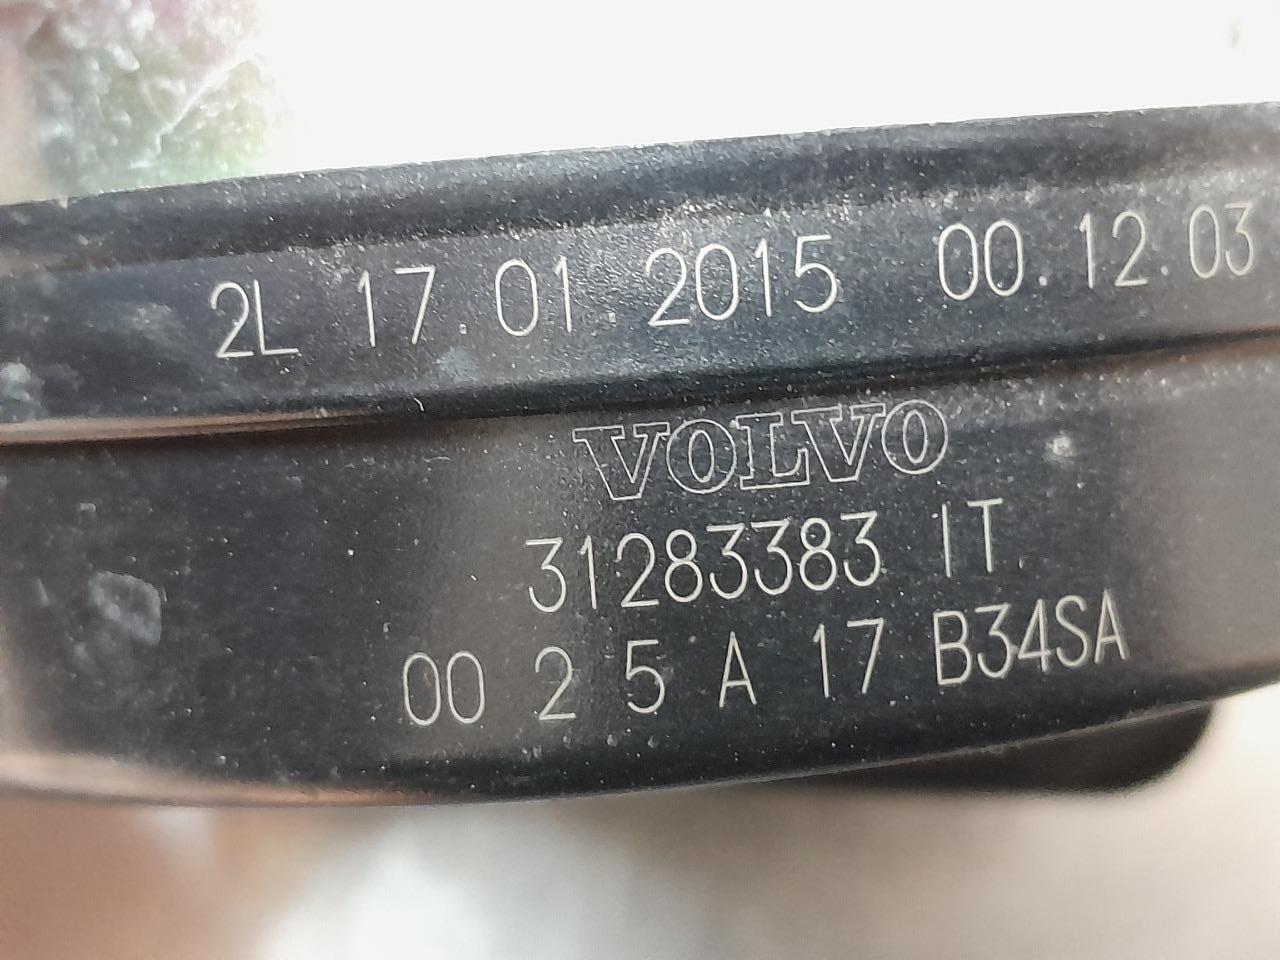 2L 17.01.2015 00.12.03
VOLVO
31283383 IT
00 2 5 A 17 B34SA